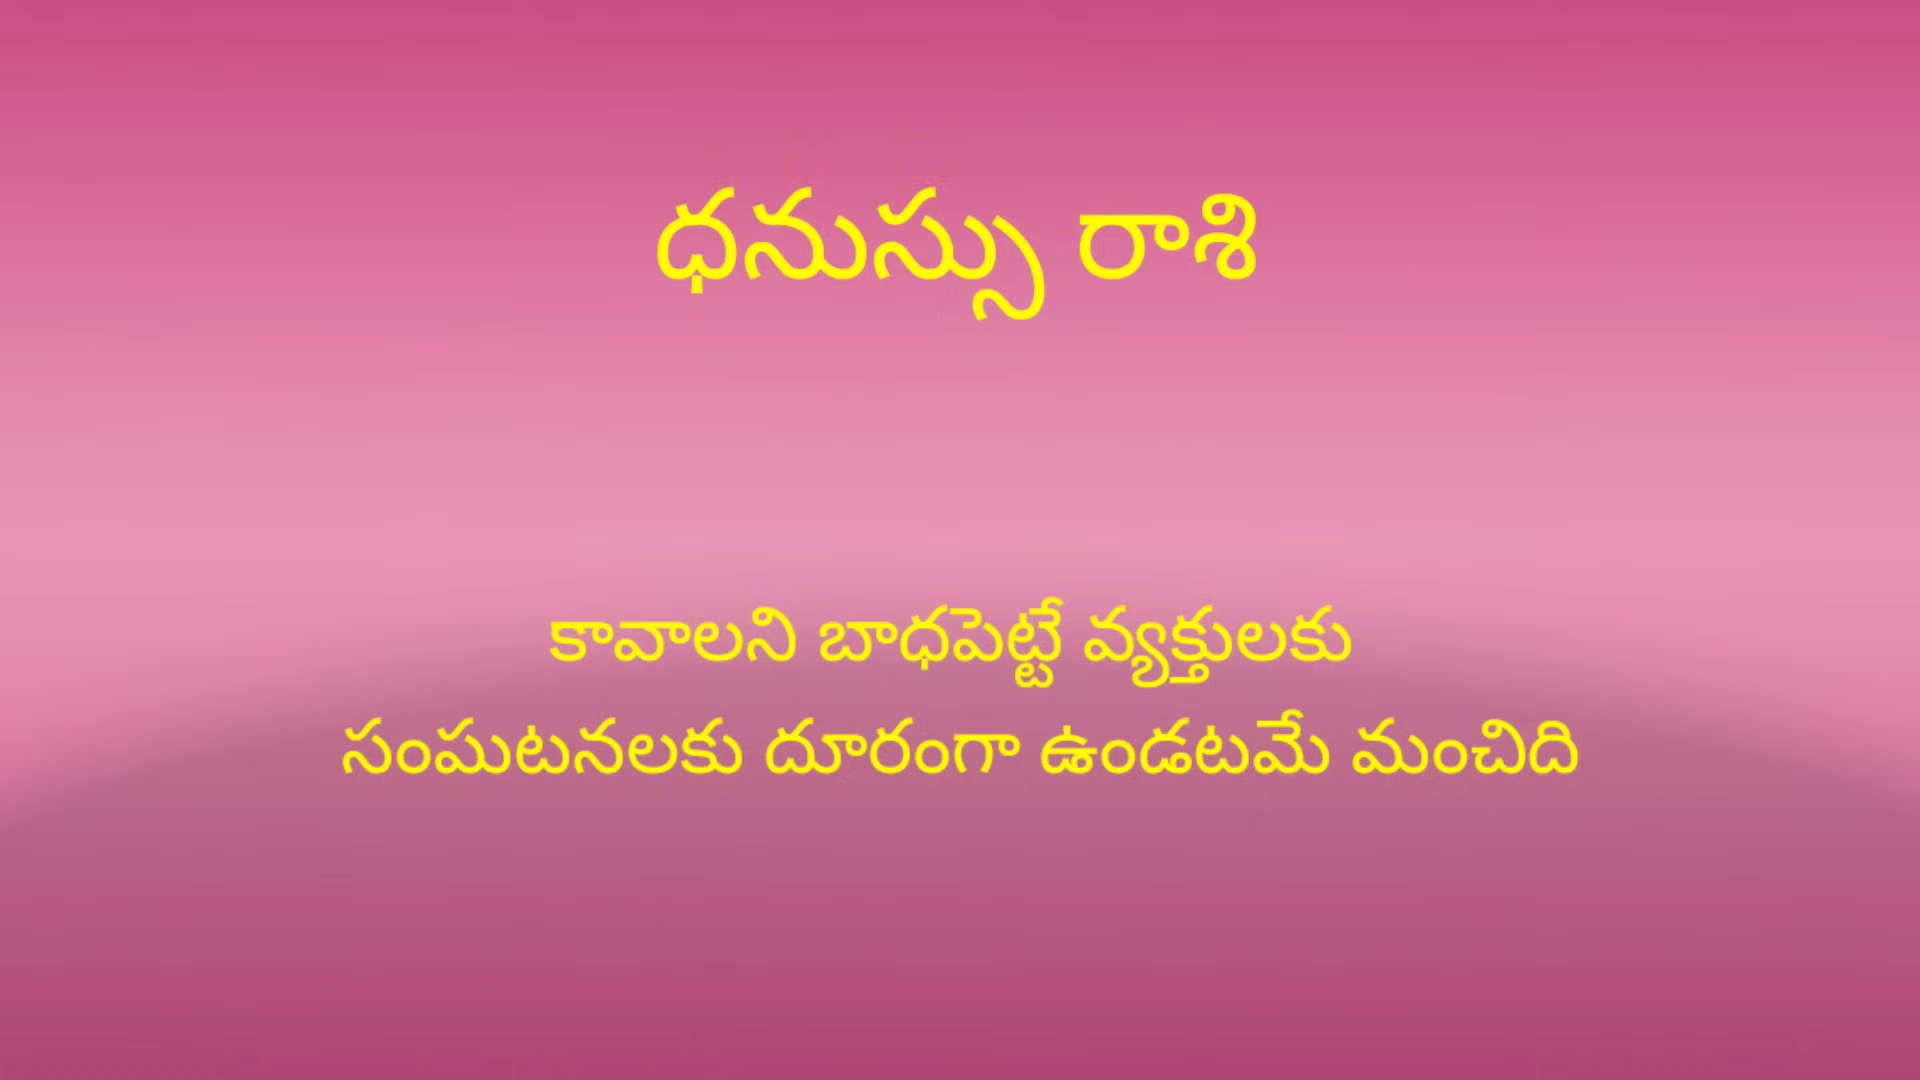 ధనుస్సు రాశి
కావాలని బాధపెట్టే వ్యక్తులకు
సంఘటనలకు దూరంగా ఉండటమే మంచిది